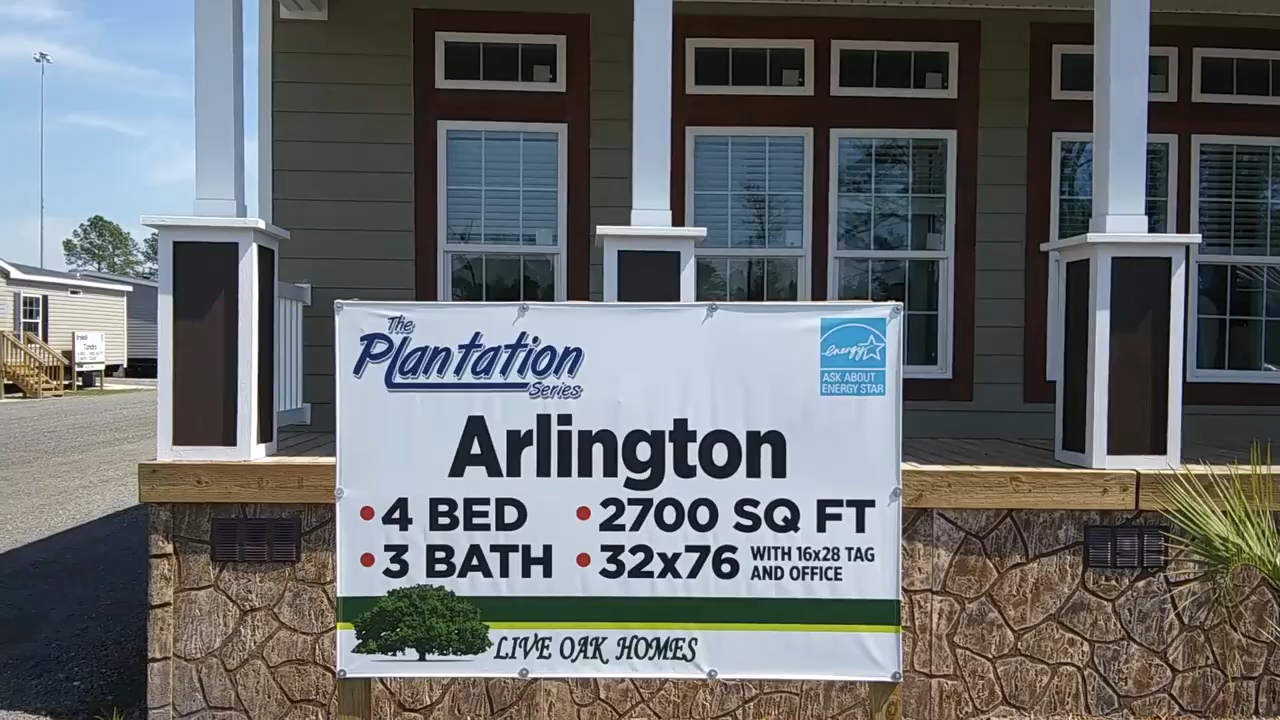 The
Plantation
Series
energy
ASK ABOUT
ENERGY STAR
Arlington
• 4 BED • 2700 SQ FT
• 3 BATH • 32x76 WITH 16x28 TAG
AND OFFICE
LIVE OAK HOMES
Tundra